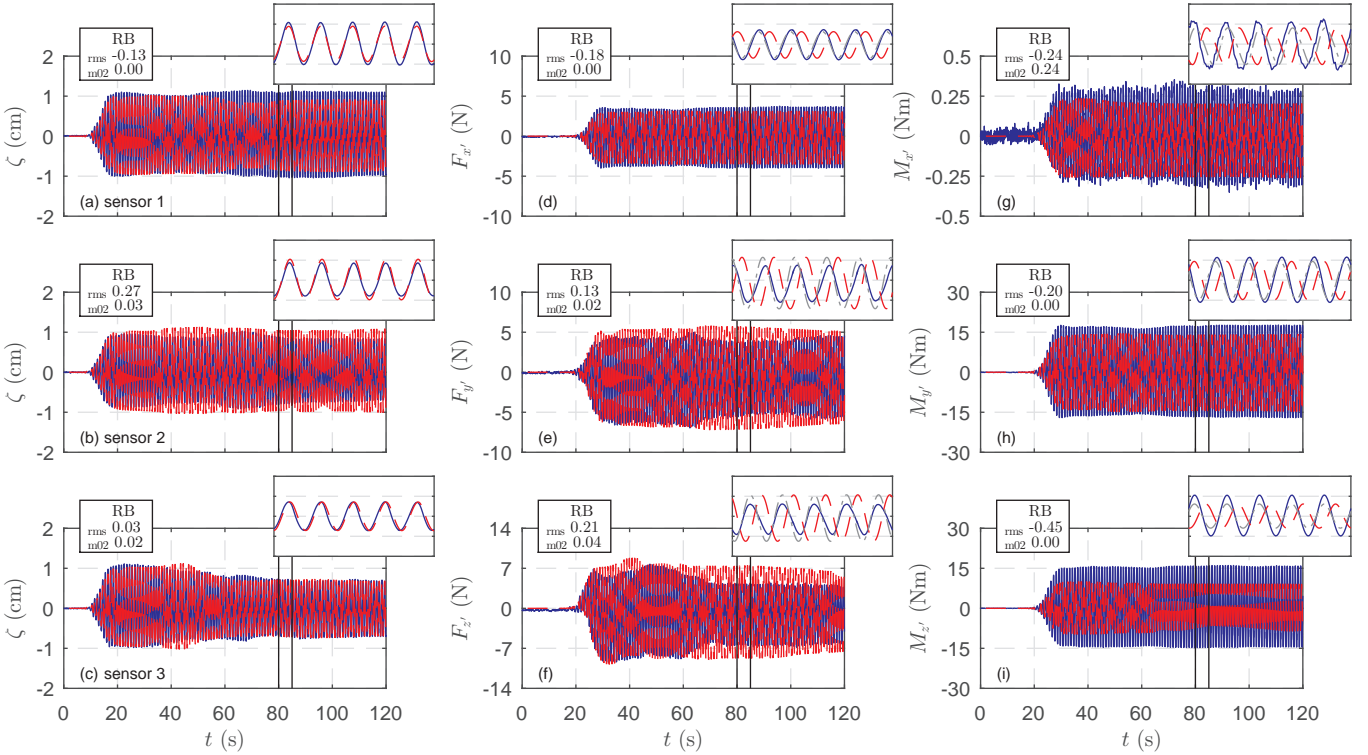 RB
rms -0.13
m02 0.00
2
1
0
-1
-2
ζ (cm)
(a) sensor 1
RB
rms -0.18
m02 0.00
10
5
0
-5
-10
F_x′ (N)
(d)
RB
rms -0.24
m02 0.24
0.5
0.25
0
-0.25
-0.5
M_x′ (Nm)
(g)
RB
rms 0.27
m02 0.03
2
1
0
-1
-2
ζ (cm)
(b) sensor 2
RB
rms 0.13
m02 0.02
10
5
0
-5
-10
F_y′ (N)
(e)
RB
rms -0.20
m02 0.00
30
15
0
-15
-30
M_y′ (Nm)
(h)
RB
rms 0.03
m02 0.02
2
1
0
-1
-2
ζ (cm)
(c) sensor 3
0 20 40 60 80 100 120
t (s)
RB
rms 0.21
m02 0.04
14
7
0
-7
-14
F_z′ (N)
(f)
0 20 40 60 80 100 120
t (s)
RB
rms -0.45
m02 0.00
30
15
0
-15
-30
M_z′ (Nm)
(i)
0 20 40 60 80 100 120
t (s)